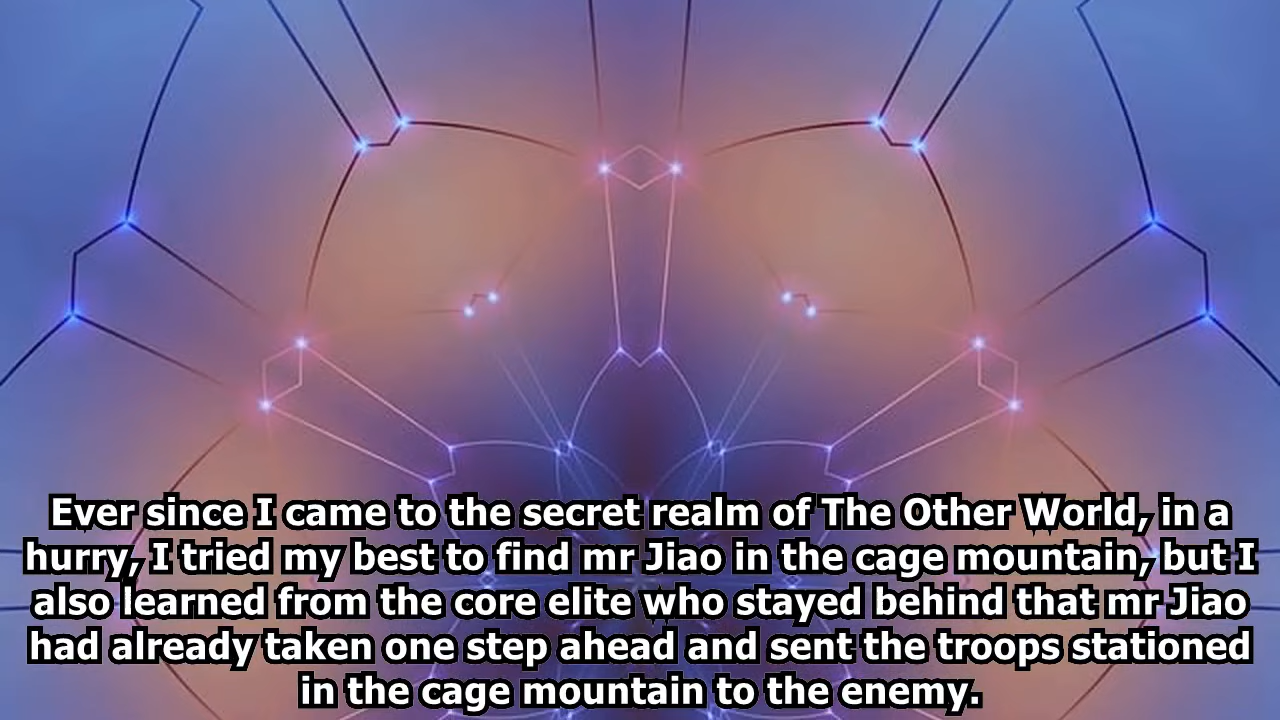 Ever since I came to the secret realm of The Other World, in a
hurry, I tried my best to find mr Jiao in the cage mountain, but I
also learned from the core elite who stayed behind that mr Jiao
had already taken one step ahead and sent the troops stationed
in the cage mountain to the enemy.